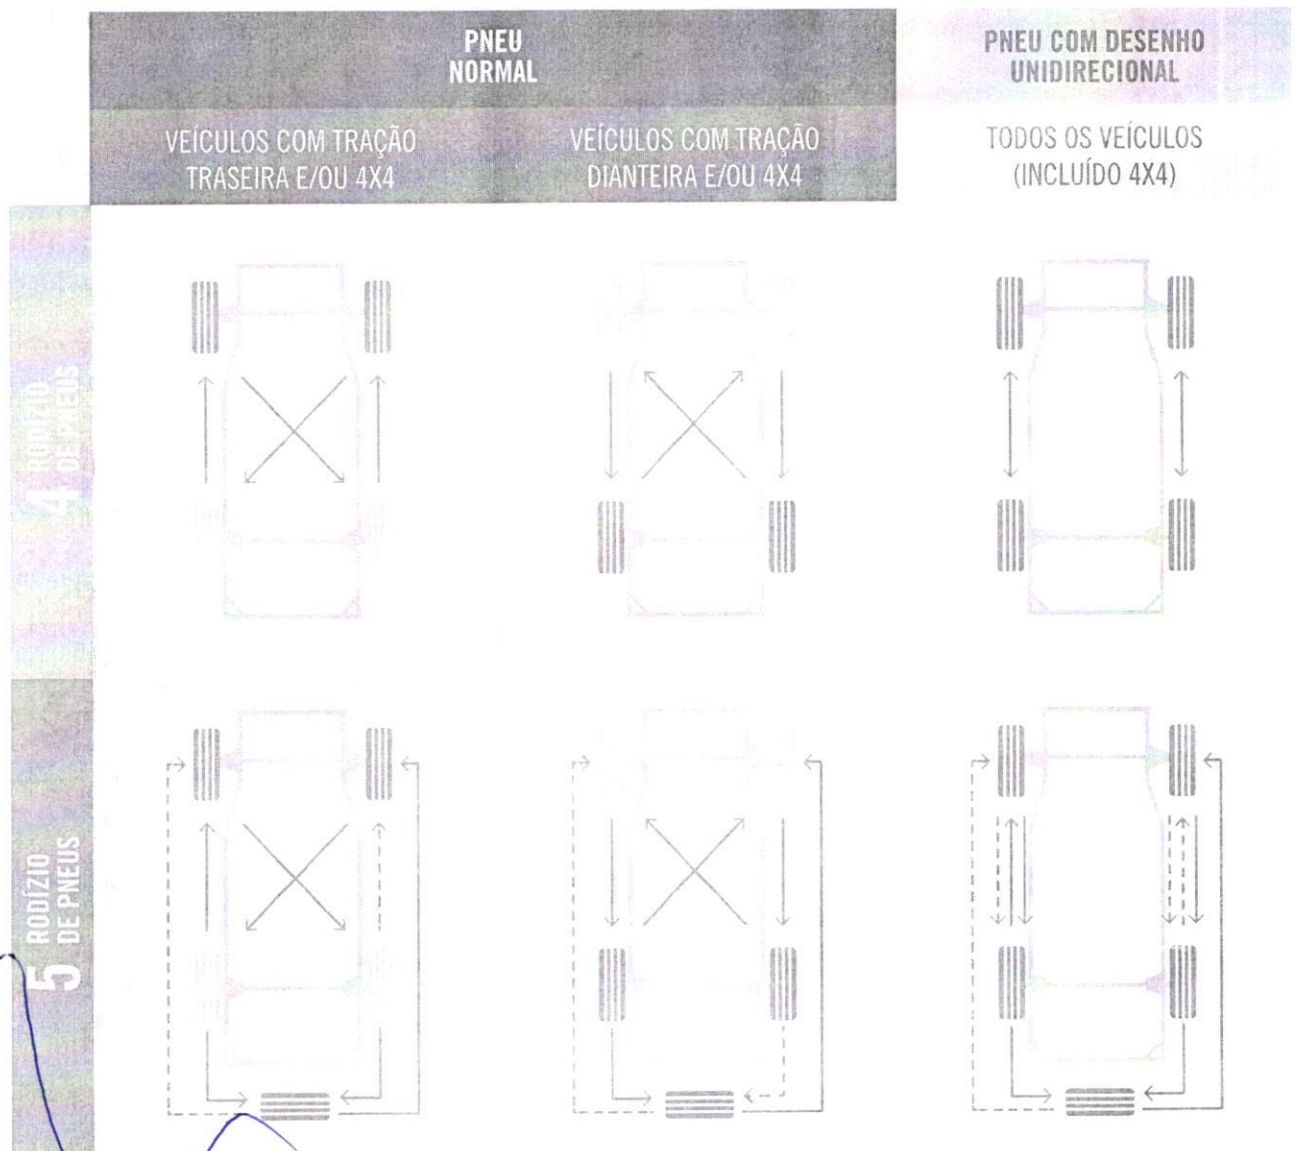 PNEU
NORMAL
PNEU COM DESENHO
UNIDIRECIONAL
VEÍCULOS COM TRAÇÃO
TRASEIRA E/OU 4X4
VEÍCULOS COM TRAÇÃO
DIANTEIRA E/OU 4X4
TODOS OS VEÍCULOS
(INCLUÍDO 4X4)
4 RODÍZIO
DE PNEUS
5 RODÍZIO
DE PNEUS